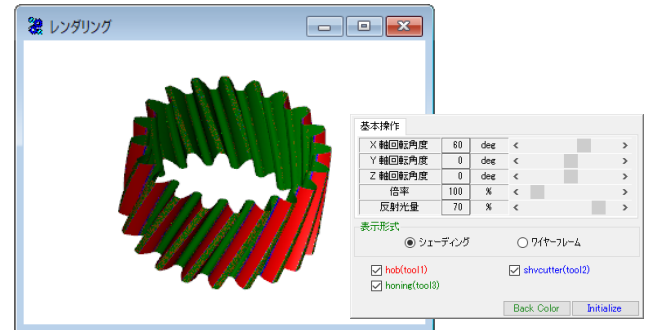 レンダリング
基本操作
X軸回転角度 60 deg < >
Y軸回転角度 0 deg < >
Z軸回転角度 0 deg < >
倍率 100 % < >
反射光量 70 % < >
表示形式
シェーディング ワイヤーフレーム
hob(tool1) shvcutter(tool2)
honing(tool3)
Back Color Initialize